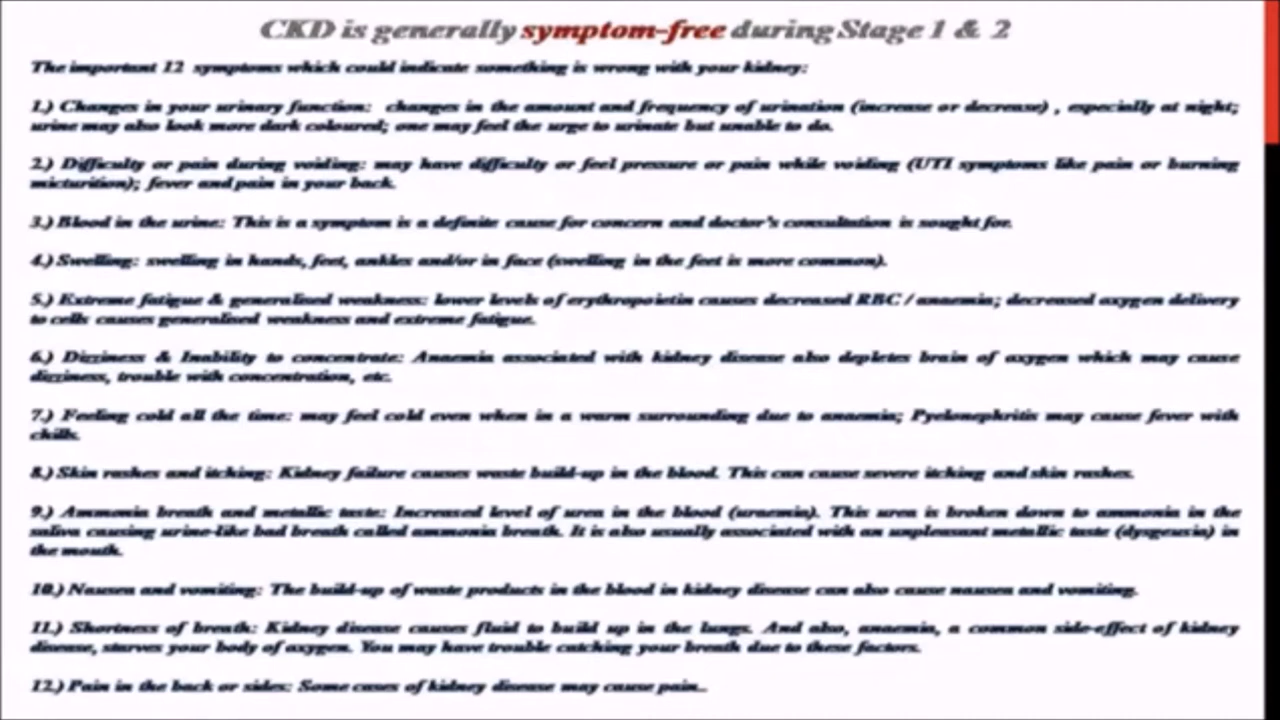 CKD is generally symptom-free during Stage 1 & 2
The important 12 symptoms which could indicate something is wrong with your kidney:
1.) Changes in your urinary function: changes in the amount and frequency of urination (increase or decrease) , especially at night;
urine may also look more dark coloured; one may feel the urge to urinate but unable to do.
2.) Difficulty or pain during voiding: may have difficulty or feel pressure or pain while voiding (UTI symptoms like pain or burning
micturition); fever and pain in your back.
3.) Blood in the urine: This is a symptom is a definite cause for concern and doctor's consultation is sought for.
4.) Swelling: swelling in hands, feet, ankles and/or in face (swelling in the feet is more common).
5.) Extreme fatigue & generalised weakness: lower levels of erythropoietin causes decreased RBC / anaemia; decreased oxygen delivery
to cells causes generalised weakness and extreme fatigue.
6.) Dizziness & Inability to concentrate: Anaemia associated with kidney disease also depletes brain of oxygen which may cause
dizziness, trouble with concentration, etc.
7.) Feeling cold all the time: may feel cold even when in a warm surrounding due to anaemia; Pyelonephritis may cause fever with
chills.
8.) Skin rashes and itching: Kidney failure causes waste build-up in the blood. This can cause severe itching and skin rashes.
9.) Ammonia breath and metallic taste: Increased level of urea in the blood (uraemia). This urea is broken down to ammonia in the
saliva causing urine-like bad breath called ammonia breath. It is also usually associated with an unpleasant metallic taste (dysgeusia) in
the mouth.
10.) Nausea and vomiting: The build-up of waste products in the blood in kidney disease can also cause nausea and vomiting.
11.) Shortness of breath: Kidney disease causes fluid to build up in the lungs. And also, anaemia, a common side-effect of kidney
disease, starves your body of oxygen. You may have trouble catching your breath due to these factors.
12.) Pain in the back or sides: Some cases of kidney disease may cause pain..